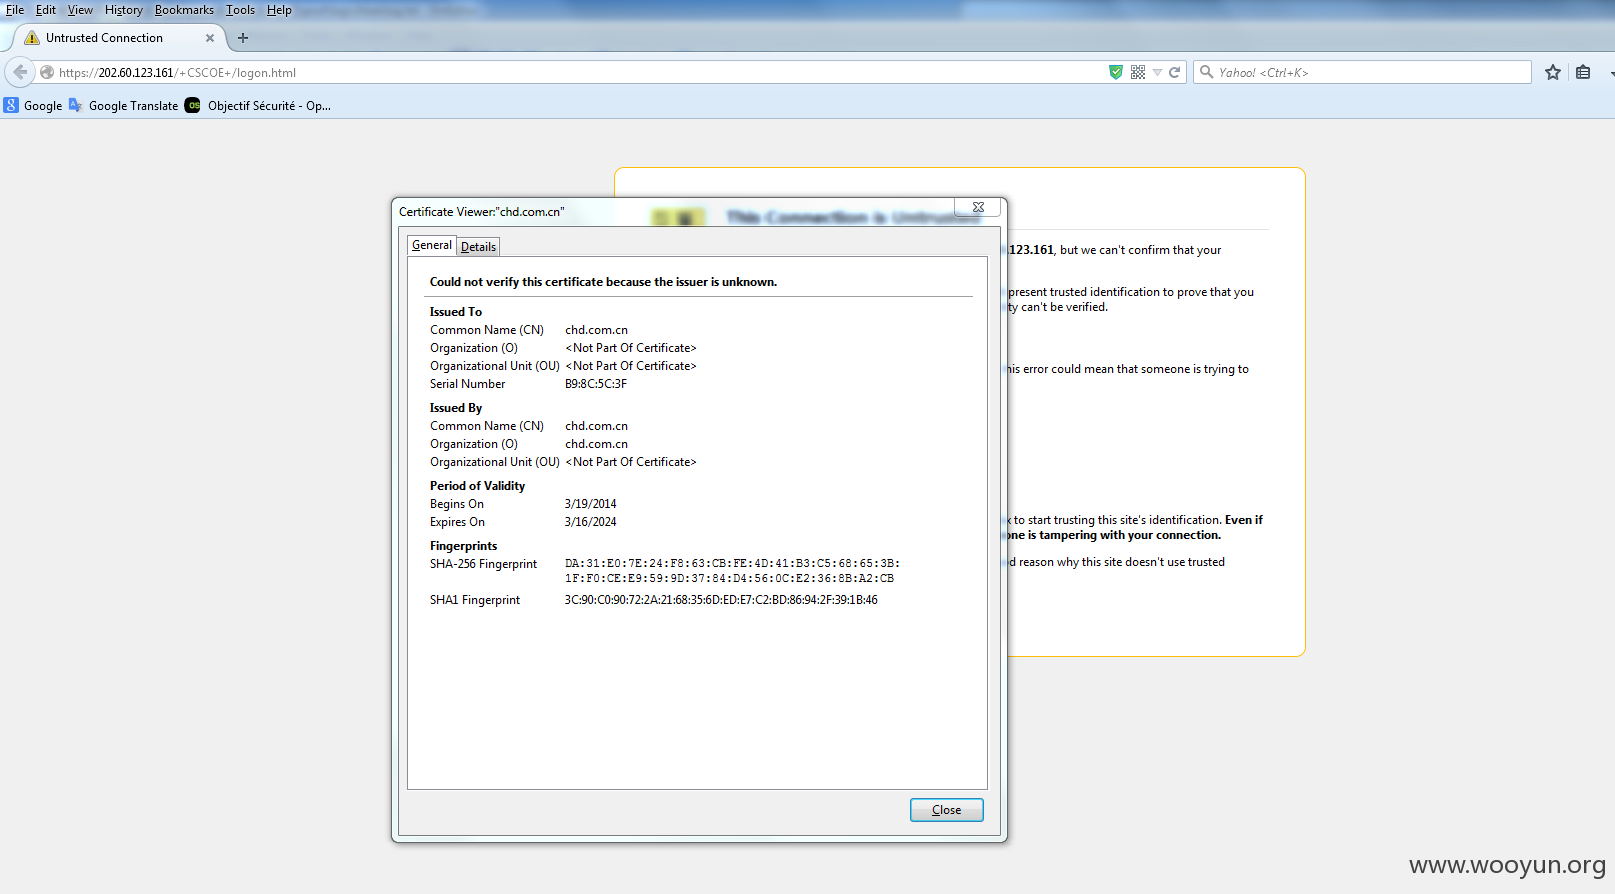 File Edit View History Bookmarks Tools Help
Untrusted Connection
https://202.60.123.161/+CSCOE+/logon.html
Yahoo! <Ctrl+K>
Google Google Translate OS Objectif Sécurité - Op...
This Connection is Untrusted
Certificate Viewer:"chd.com.cn"
General Details
Could not verify this certificate because the issuer is unknown.
Issued To
Common Name (CN) chd.com.cn
Organization (O) <Not Part Of Certificate>
Organizational Unit (OU) <Not Part Of Certificate>
Serial Number B9:8C:5C:3F
Issued By
Common Name (CN) chd.com.cn
Organization (O) chd.com.cn
Organizational Unit (OU) <Not Part Of Certificate>
Period of Validity
Begins On 3/19/2014
Expires On 3/16/2024
Fingerprints
SHA-256 Fingerprint DA:31:E0:7E:24:F8:63:CB:FE:4D:41:B3:C5:68:65:3B:
1F:F0:CE:E9:59:9D:37:84:D4:56:0C:E2:36:8B:A2:CB
SHA1 Fingerprint 3C:90:C0:90:72:2A:21:68:35:6D:ED:E7:C2:BD:86:94:2F:39:1B:46
Close
.123.161, but we can't confirm that your
present trusted identification to prove that you
ty can't be verified.
his error could mean that someone is trying to
to start trusting this site's identification. Even if
one is tampering with your connection.
d reason why this site doesn't use trusted
www.wooyun.org